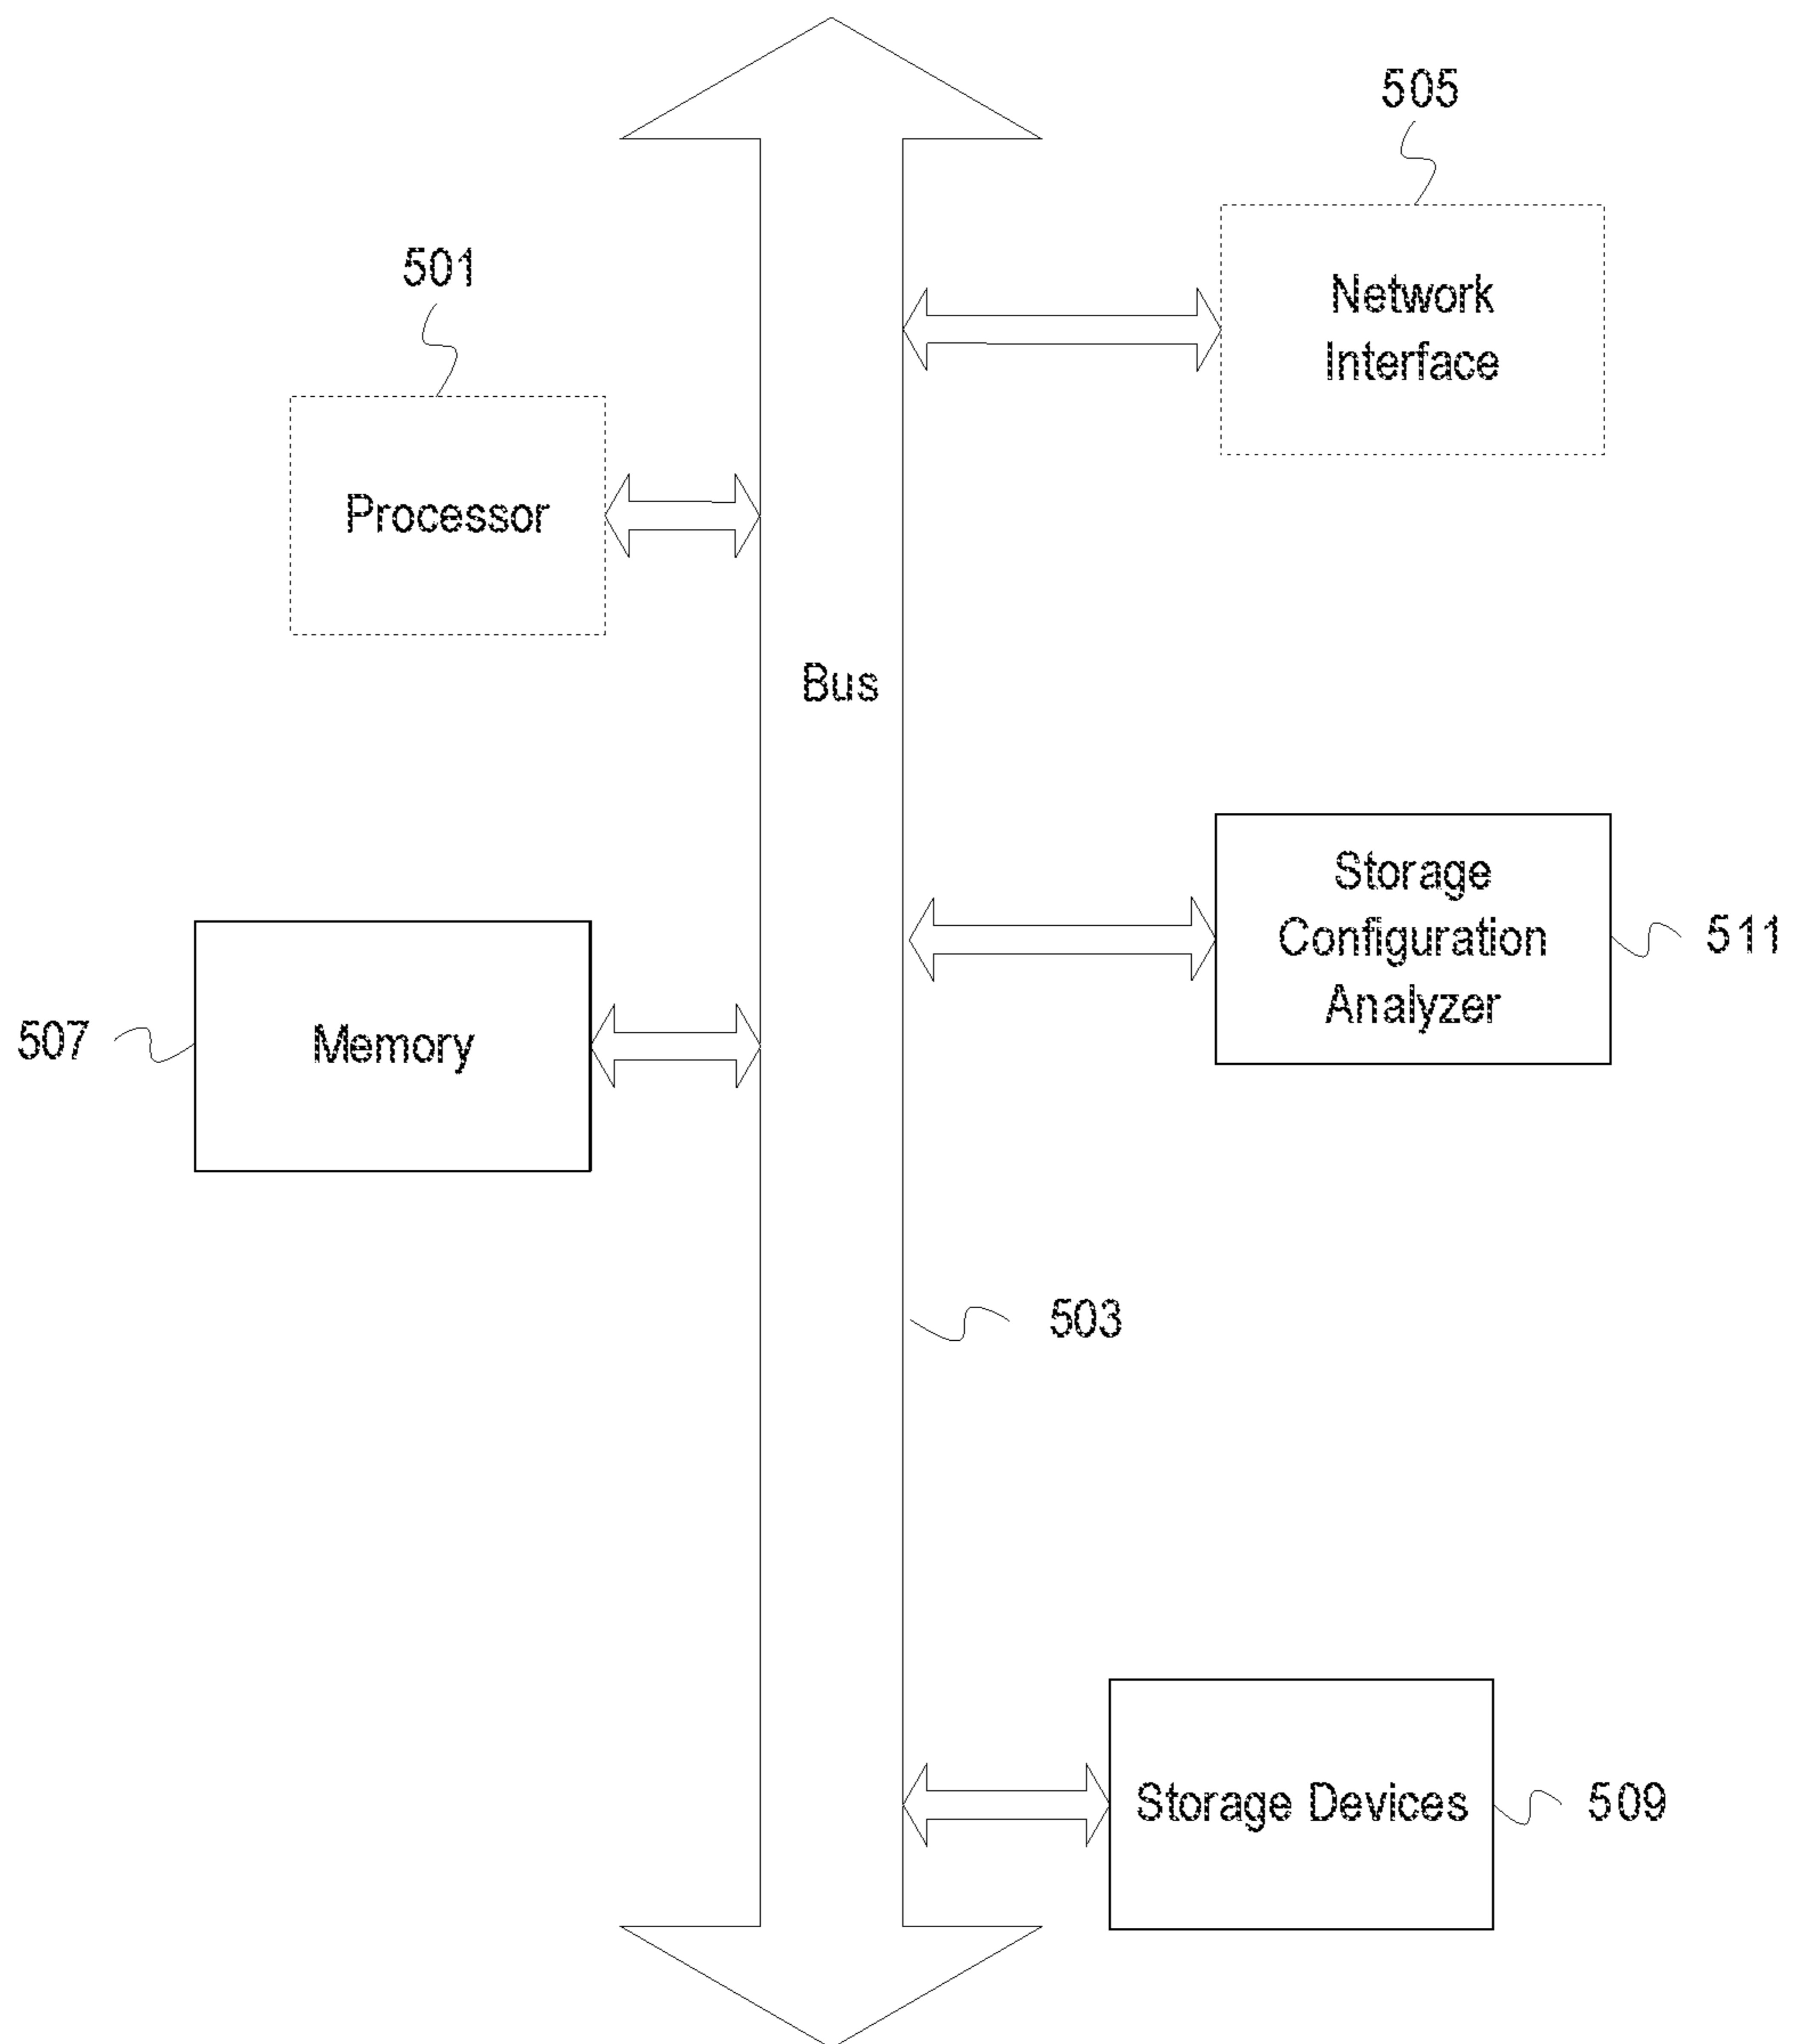 505
Network
Interface
501
Processor
Bus
Storage
Configuration
Analyzer
511
507
Memory
503
Storage Devices
509